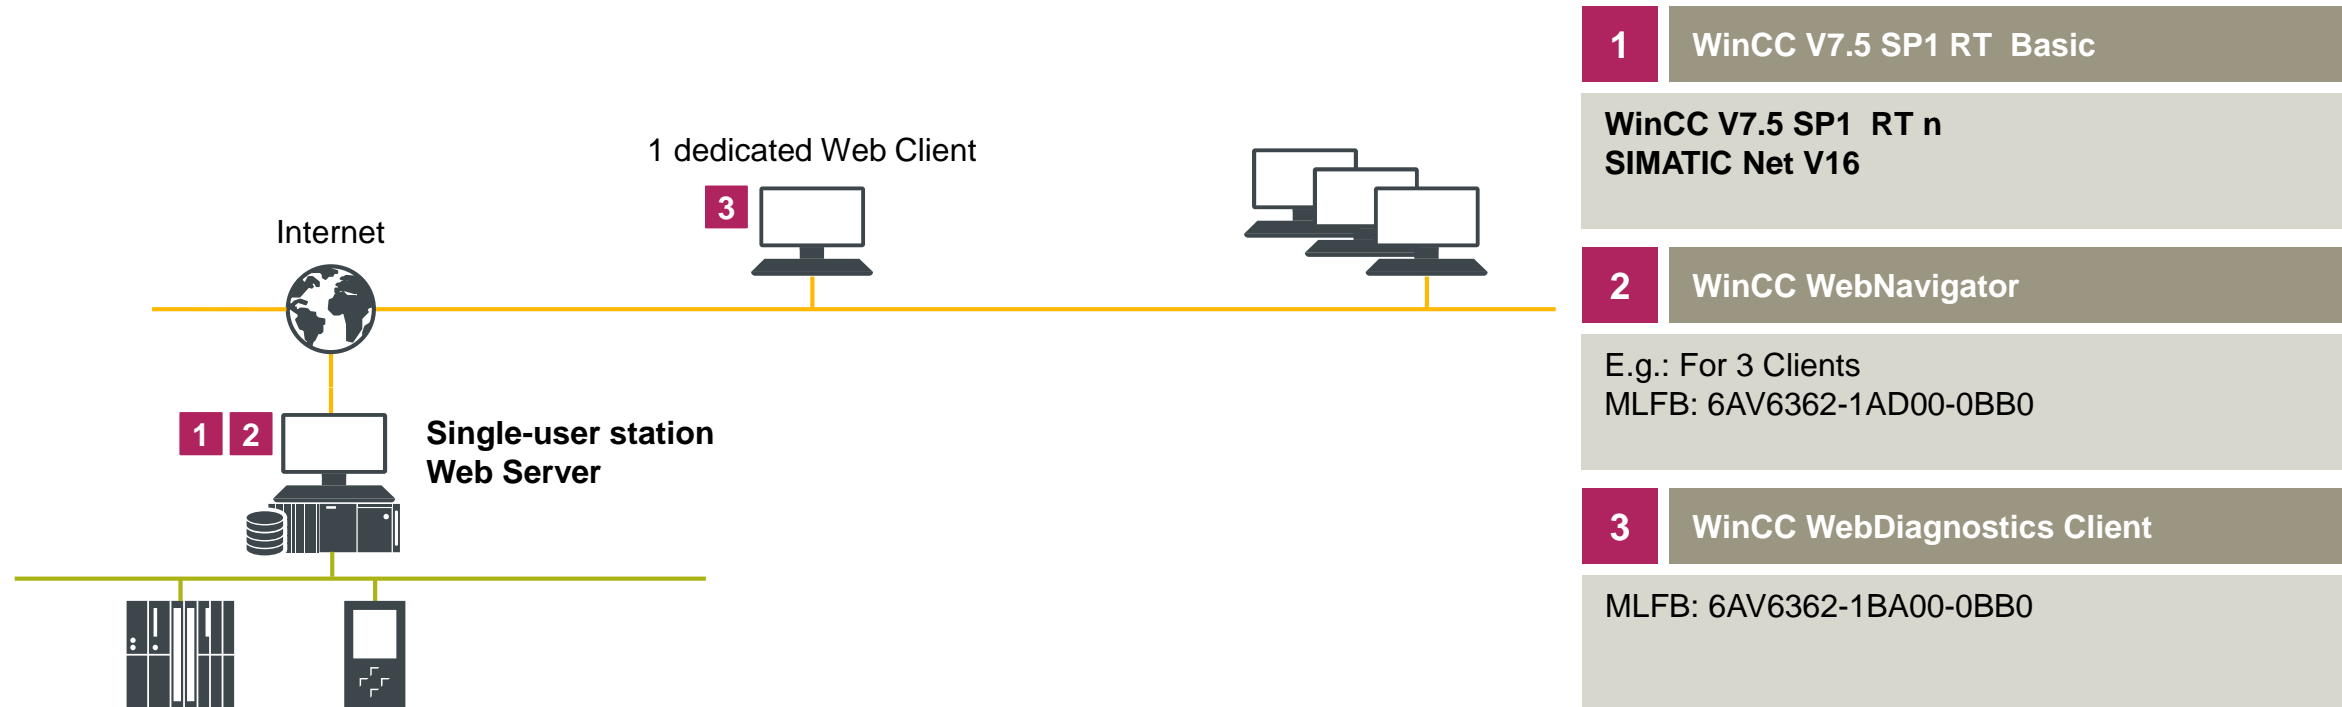 1 dedicated Web Client
3
Internet
1 2
Single-user station
Web Server
1 WinCC V7.5 SP1 RT Basic
WinCC V7.5 SP1 RT n
SIMATIC Net V16
2 WinCC WebNavigator
E.g.: For 3 Clients
MLFB: 6AV6362-1AD00-0BB0
3 WinCC WebDiagnostics Client
MLFB: 6AV6362-1BA00-0BB0